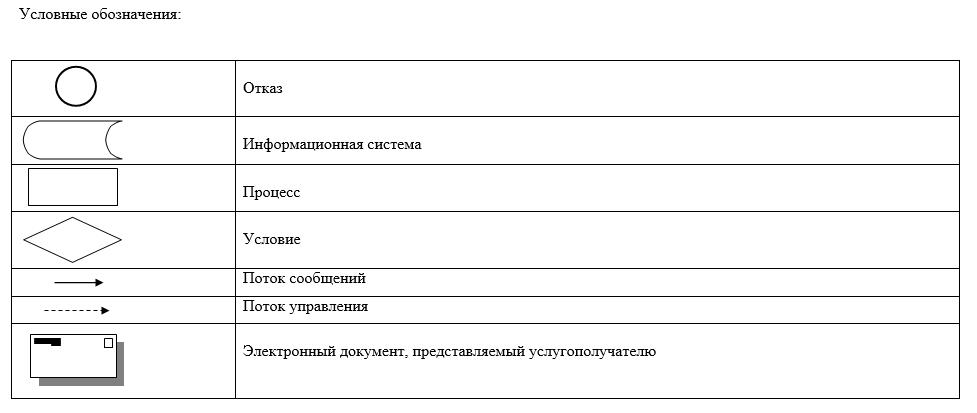 Условные обозначения:
Отказ
Информационная система
Процесс
Условие
Поток сообщений
Поток управления
Электронный документ, представляемый услугополучателю